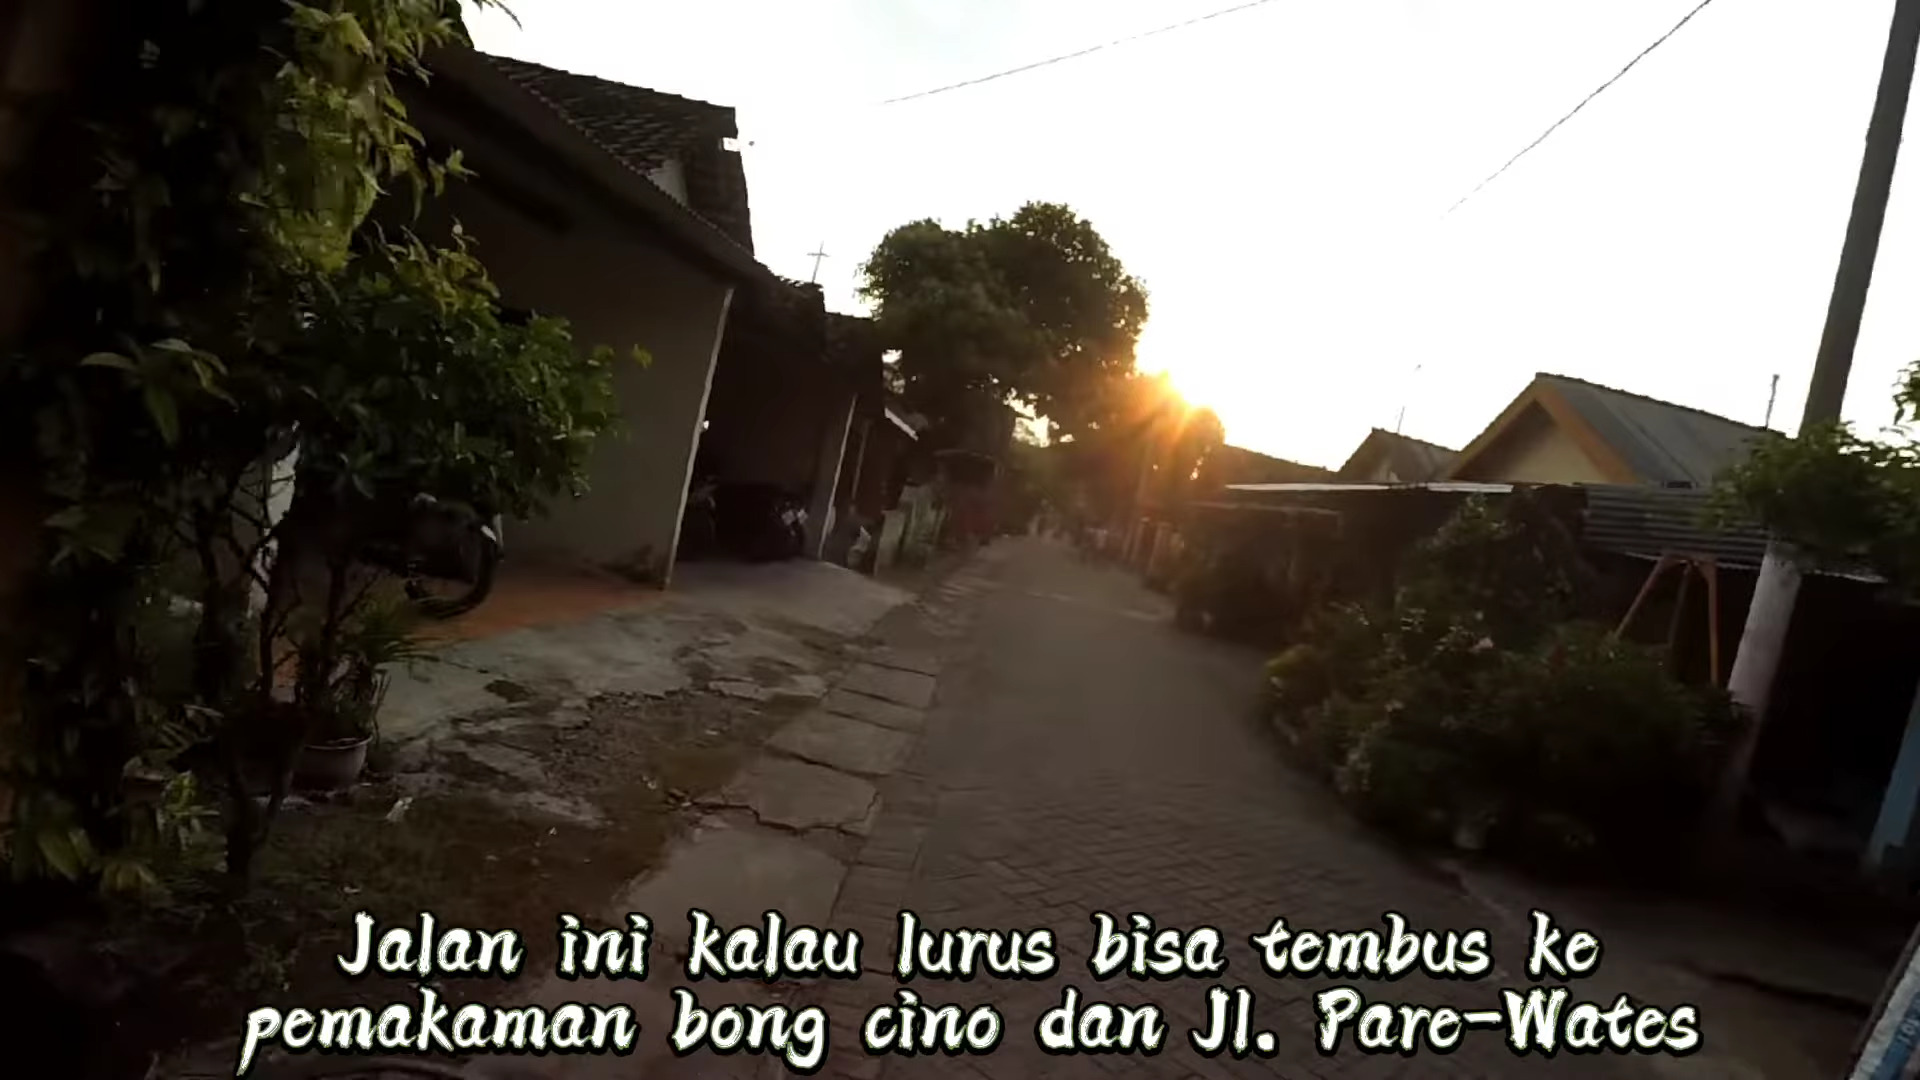 Jalan ini kalau lurus bisa tembus ke
pemakaman bong cino dan Jl. Pare-Wates